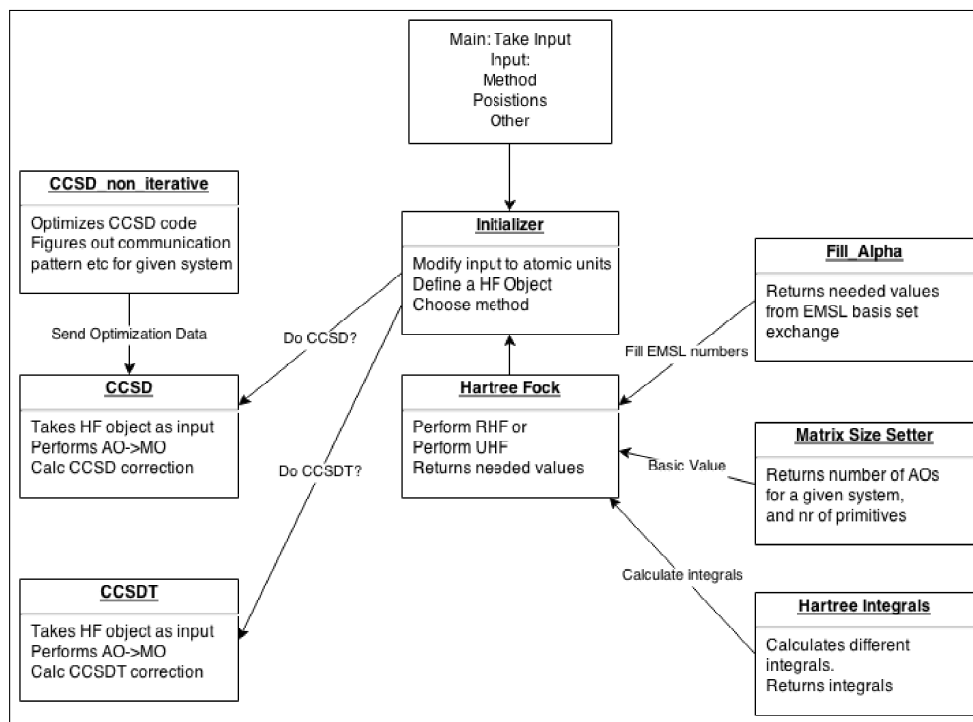 Main: Take Input
Input:
Method
Posistions
Other
CCSD_non_iterative
Optimizes CCSD code
Figures out communication
pattern etc for given system
Send Optimization Data
Initializer
Modify input to atomic units
Define a HF Object
Choose method
Do CCSD?
Do CCSDT?
Fill_Alpha
Returns needed values
from EMSL basis set
exchange
Fill EMSL numbers
CCSD
Takes HF object as input
Performs AO->MO
Calc CCSD correction
Hartree Fock
Perform RHF or
Perform UHF
Returns needed values
Basic Value
Matrix Size Setter
Returns number of AOs
for a given system,
and nr of primitives
Calculate integrals
CCSDT
Takes HF object as input
Performs AO->MO
Calc CCSDT correction
Hartree Integrals
Calculates different
integrals.
Returns integrals